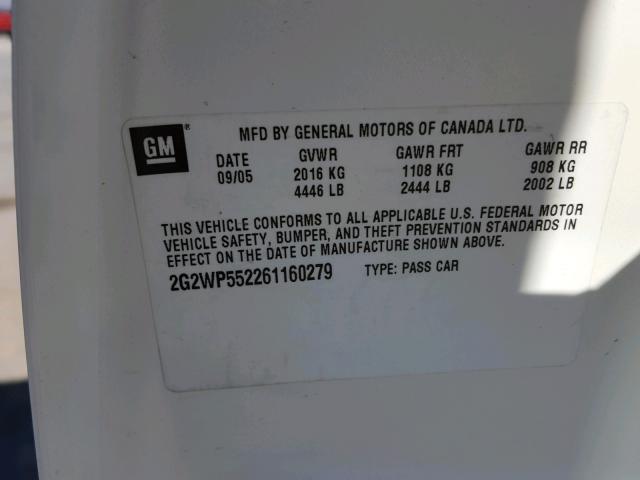 GM®
MFD BY GENERAL MOTORS OF CANADA LTD.
DATE GVWR GAWR FRT GAWR RR
09/05 2016 KG 1108 KG 908 KG
4446 LB 2444 LB 2002 LB
THIS VEHICLE CONFORMS TO ALL APPLICABLE U.S. FEDERAL MOTOR
VEHICLE SAFETY, BUMPER, AND THEFT PREVENTION STANDARDS IN
EFFECT ON THE DATE OF MANUFACTURE SHOWN ABOVE.
2G2WP552261160279 TYPE: PASS CAR